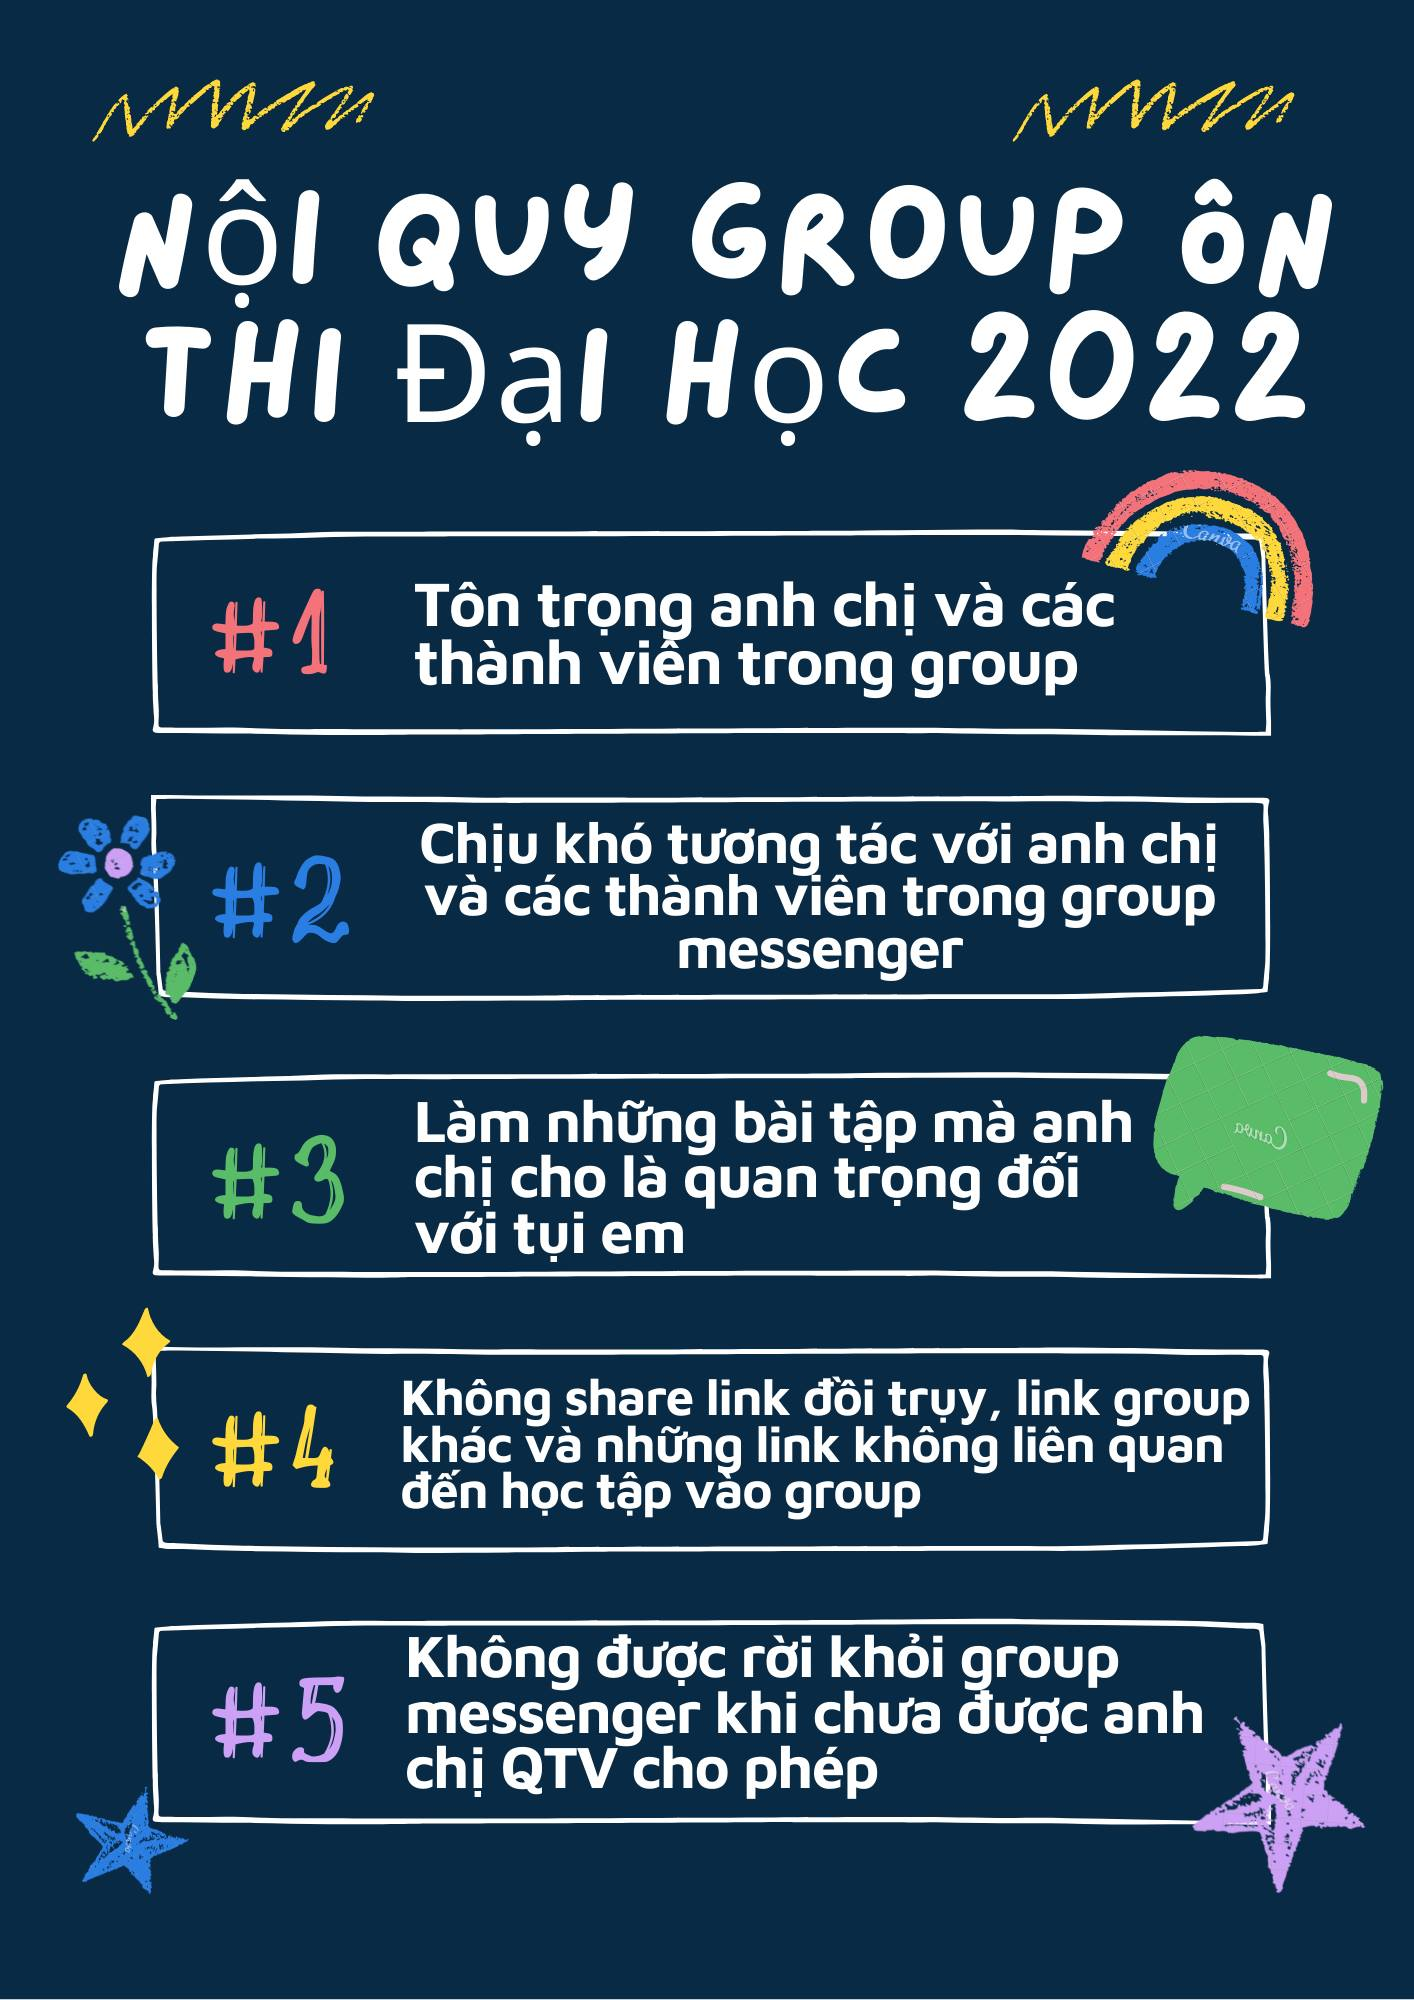 NộI QUY GROUP ôN
THI ĐạI HọC 2022
Canva
#1
Tôn trọng anh chị và các
thành viên trong group
#2
Chịu khó tương tác với anh chị
và các thành viên trong group
messenger
#3
Làm những bài tập mà anh
chị cho là quan trọng đối
với tụi em
Canva
#4
Không share link đồi trụy, link group
khác và những link không liên quan
đến học tập vào group
#5
Không được rời khỏi group
messenger khi chưa được anh
chị QTV cho phép